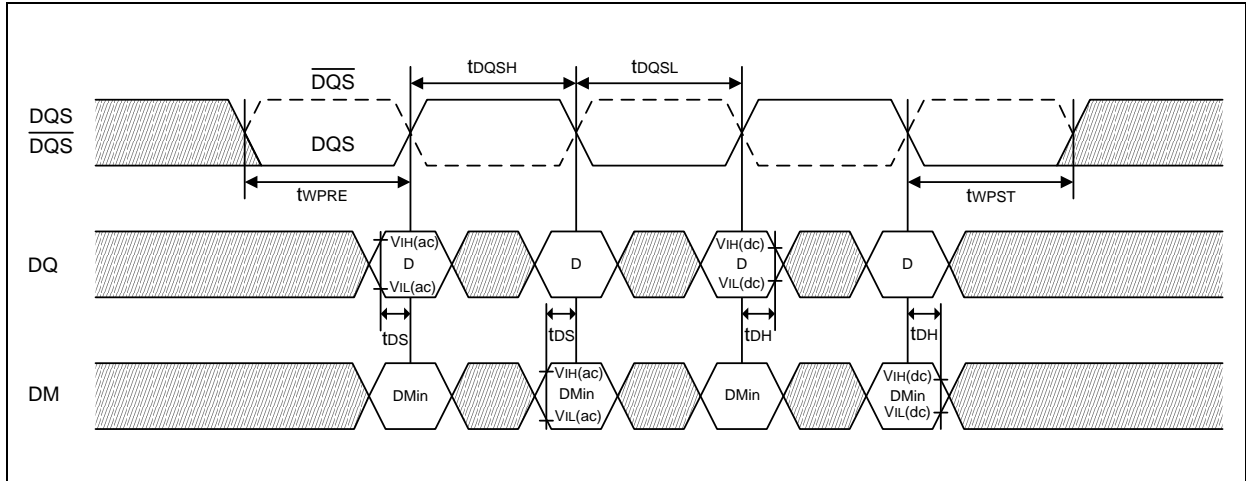 tDQSH
tDQSL
DQS
DQS
DQS
DQS
tWPRE
tWPST
DQ
VIH(ac)
D
VIL(ac)
D
VIH(dc)
D
VIL(dc)
D
tDS
tDS
tDH
tDH
DM
DMin
VIH(ac)
DMin
VIL(ac)
DMin
VIH(dc)
DMin
VIL(dc)